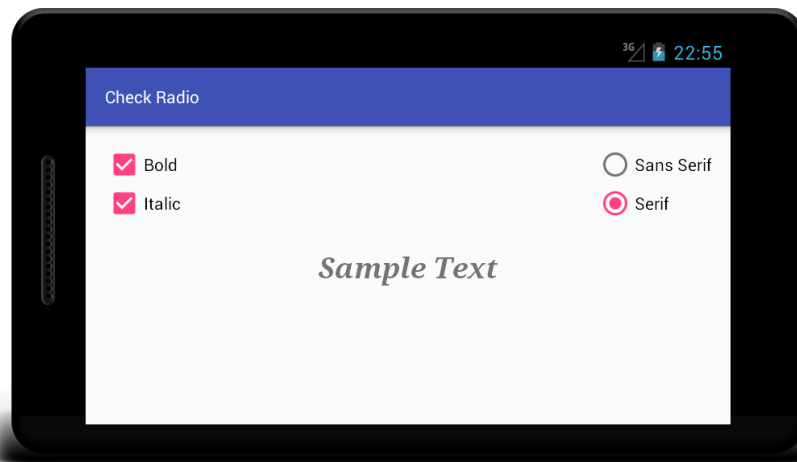 3G 22:55
Check Radio
Bold
Sans Serif
Italic
Serif
Sample Text